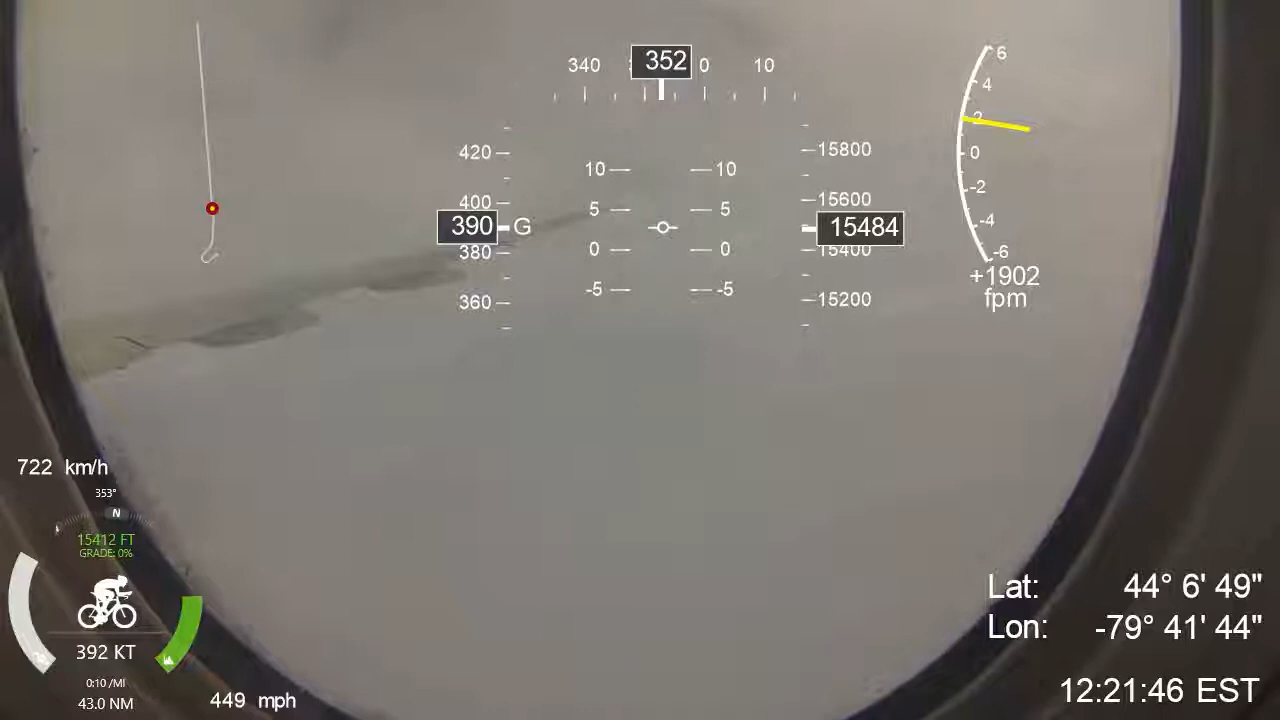 352
340 0 10
420
400
390 G
380
360
10 10
5 5
0 0
-5 -5
15800
15600
15484
15400
15200
6
4
2
0
-2
-4
-6
+1902
fpm
722 km/h
353°
N
15412 FT
GRADE: 0%
392 KT
0:10 /MI
43.0 NM
449 mph
Lat: 44° 6' 49"
Lon: -79° 41' 44"
12:21:46 EST